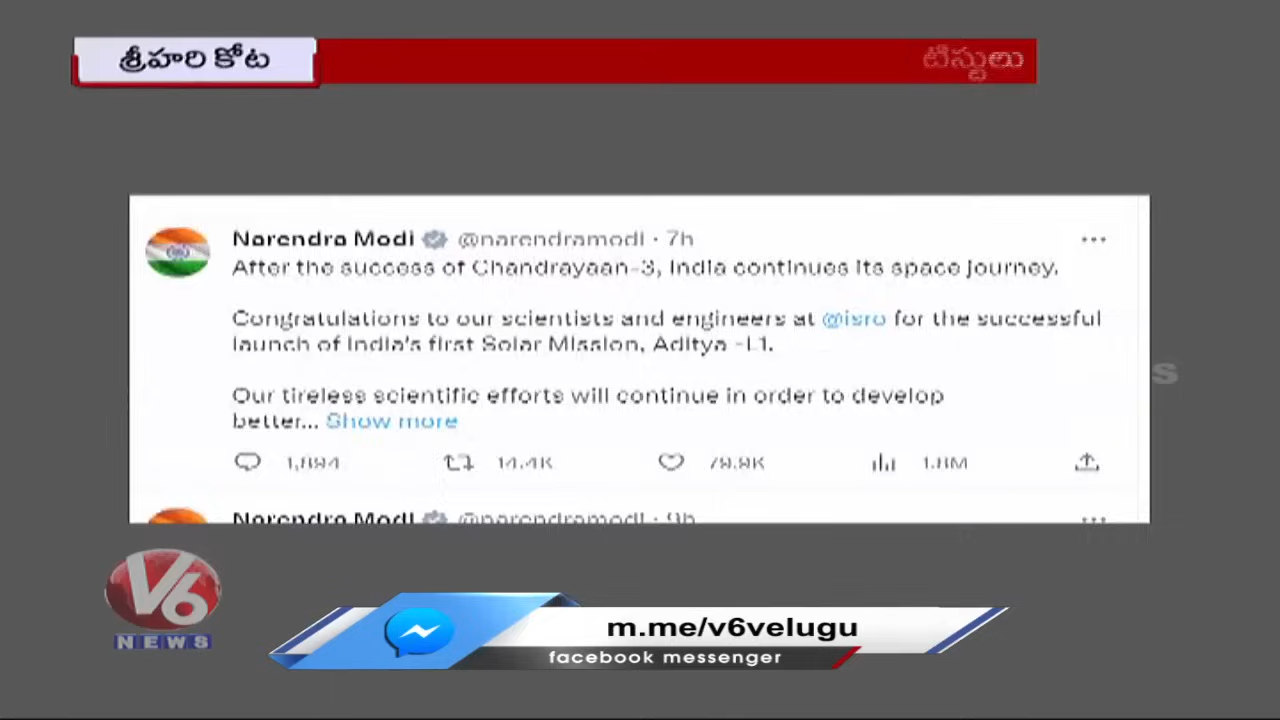 శ్రీహరి కోట
టిస్టులు
Narendra Modi @narendramodi · 7h
After the success of Chandrayaan-3, India continues its space journey.
Congratulations to our scientists and engineers at @isro for the successful
launch of India's first Solar Mission, Aditya -L1.
Our tireless scientific efforts will continue in order to develop
better... Show more
1,894 14.4K 79.9K 1.8M
Narendra Modi @narendramodi · 9h
V6
NEWS
m.me/v6velugu
facebook messenger